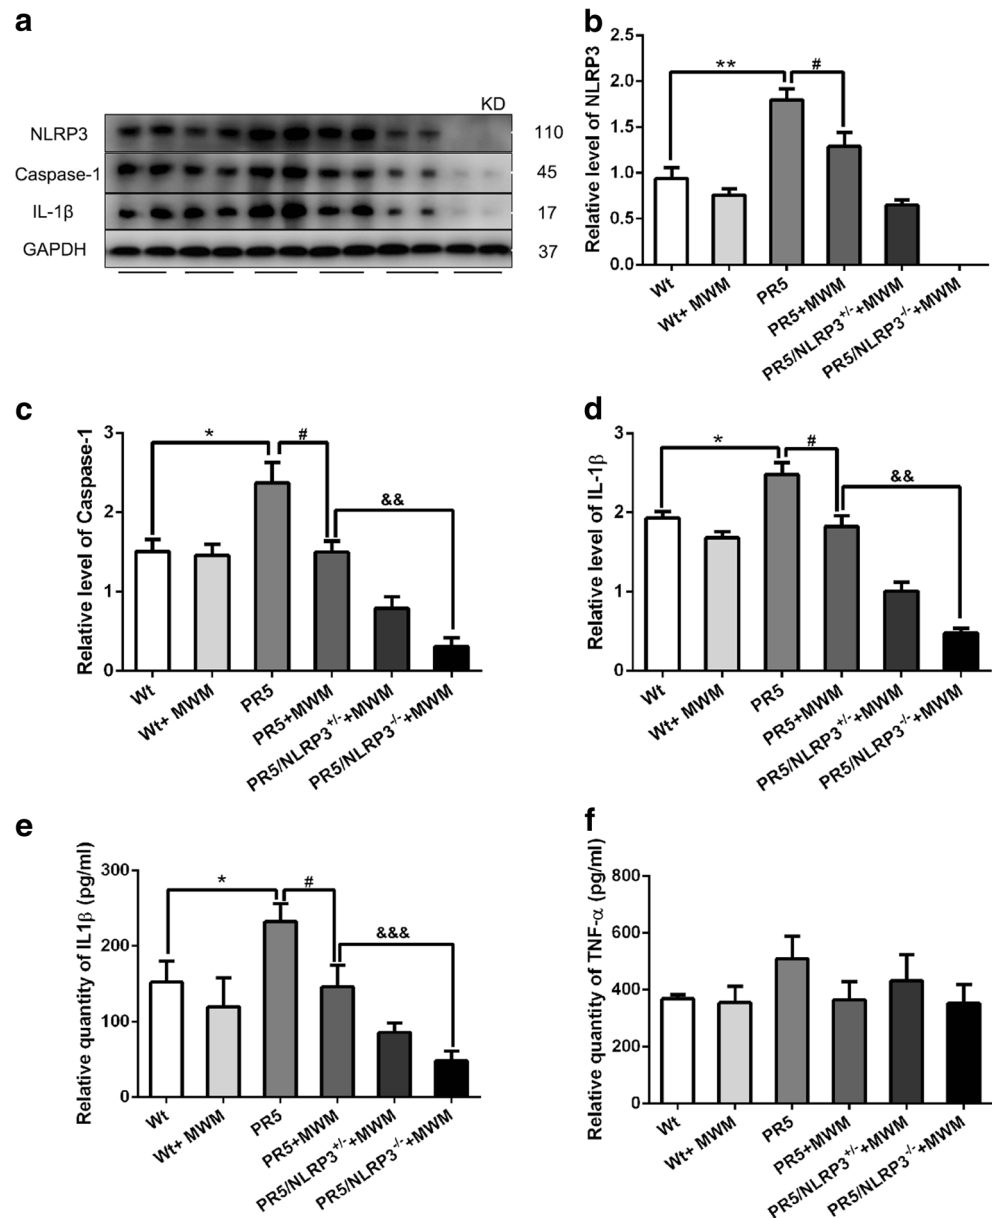 a
KD
NLRP3 110
Caspase-1 45
IL-1β 17
GAPDH 37
b
Relative level of NLRP3
2.5
2.0
1.5
1.0
0.5
0.0
** #
Wt
Wt+ MWM
PR5
PR5+MWM
PR5/NLRP3+/-+MWM
PR5/NLRP3-/-+MWM
c
Relative level of Caspase-1
3
2
1
0
* #
&&
Wt
Wt+ MWM
PR5
PR5+MWM
PR5/NLRP3+/-+MWM
PR5/NLRP3-/-+MWM
d
Relative level of IL-1β
3
2
1
0
* #
&&
Wt
Wt+ MWM
PR5
PR5+MWM
PR5/NLRP3+/-+MWM
PR5/NLRP3-/-+MWM
e
Relative quantity of IL1β (pg/ml)
300
200
100
0
* #
&&&
Wt
Wt+ MWM
PR5
PR5+MWM
PR5/NLRP3+/-+MWM
PR5/NLRP3-/-+MWM
f
Relative quantity of TNF-α (pg/ml)
800
600
400
200
0
Wt
Wt+ MWM
PR5
PR5+MWM
PR5/NLRP3+/-+MWM
PR5/NLRP3-/-+MWM